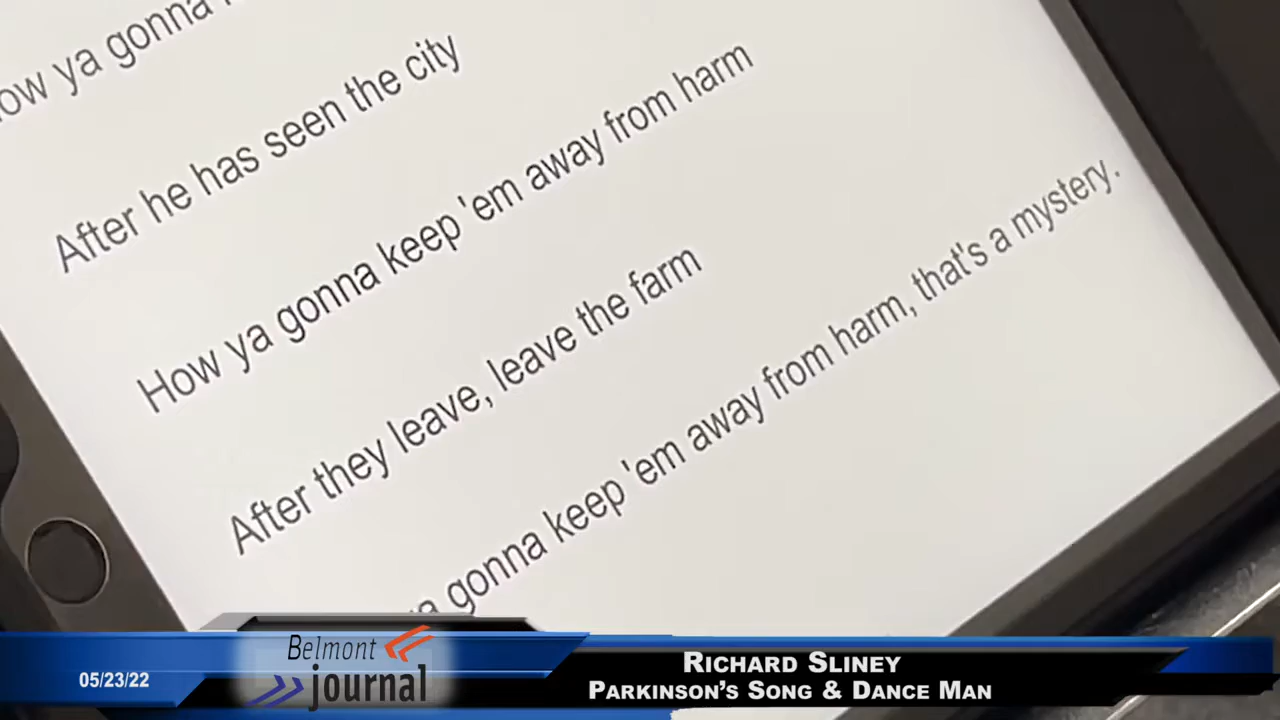 ya gonna
After he has seen the city
How ya gonna keep 'em away from harm
After they leave, leave the farm
gonna keep 'em away from harm, that's a mystery.
05/23/22
Belmont
journal
RICHARD SLINEY
PARKINSON'S SONG & DANCE MAN